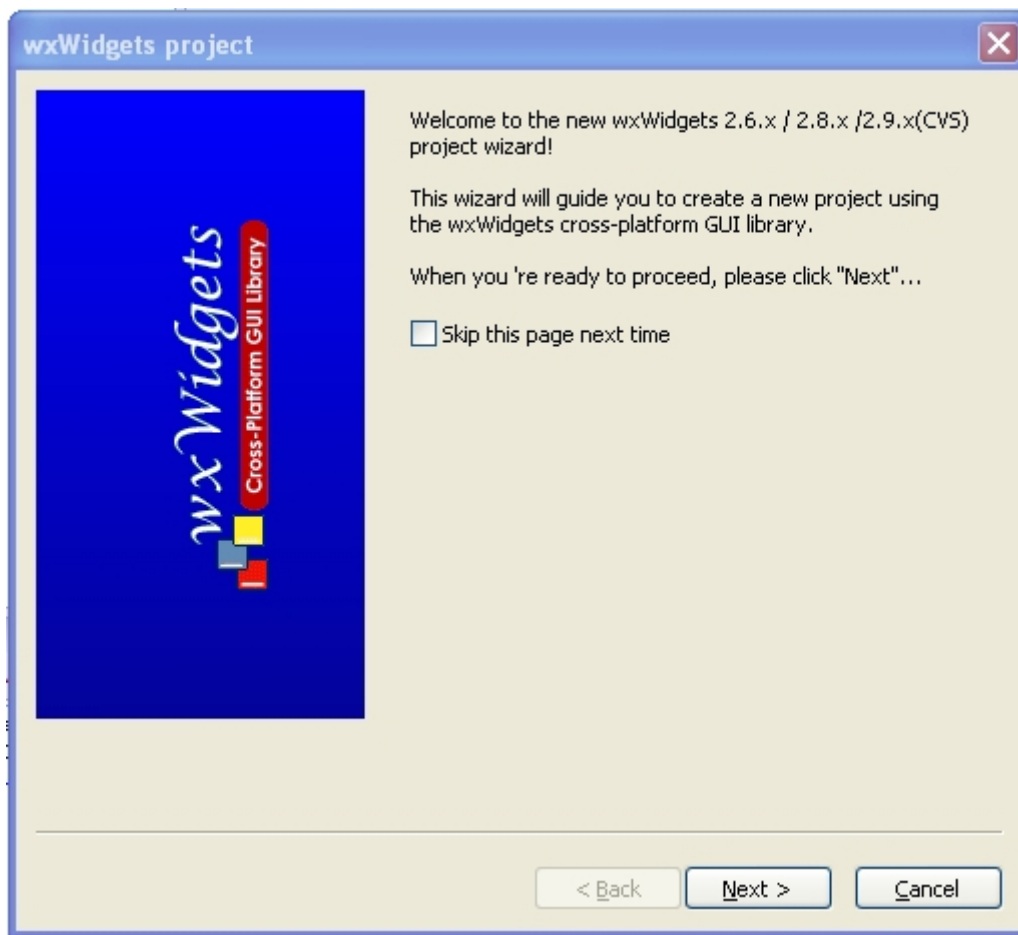 wxWidgets project
wxWidgets
Cross-Platform GUI Library
Welcome to the new wxWidgets 2.6.x / 2.8.x /2.9.x(CVS)
project wizard!
This wizard will guide you to create a new project using
the wxWidgets cross-platform GUI library.
When you 're ready to proceed, please click "Next"...
Skip this page next time
< Back
Next >
Cancel